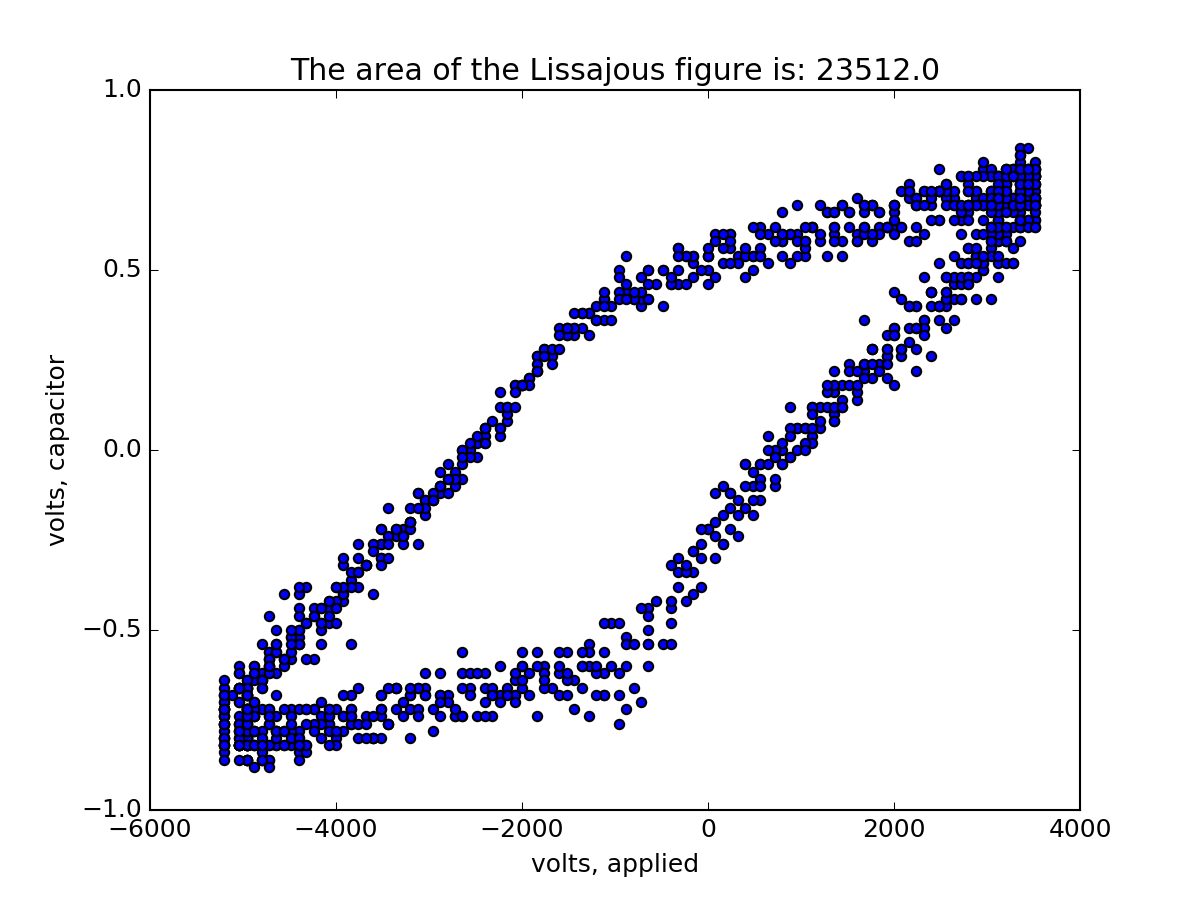 The area of the Lissajous figure is: 23512.0
1.0
0.5
0.0
−0.5
−1.0
volts, capacitor
−6000 −4000 −2000 0 2000 4000
volts, applied